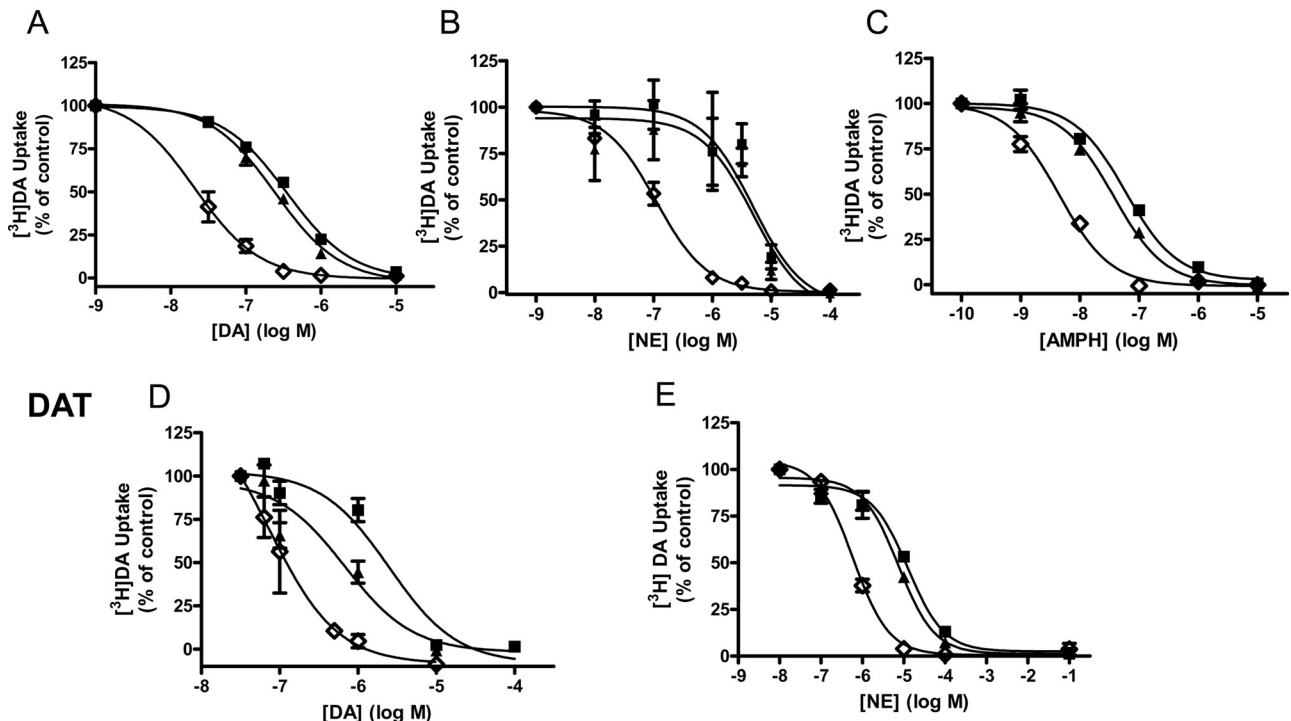 A
[³H]DA Uptake
(% of control)
125
100
75
50
25
0
-9 -8 -7 -6 -5
[DA] (log M)
B
[³H]DA Uptake
(% of control)
125
100
75
50
25
0
-9 -8 -7 -6 -5 -4
[NE] (log M)
C
[³H]DA Uptake
(% of control)
125
100
75
50
25
0
-10 -9 -8 -7 -6 -5
[AMPH] (log M)
DAT
D
[³H]DA Uptake
(% of control)
125
100
75
50
25
0
-8 -7 -6 -5 -4
[DA] (log M)
E
[³H] DA Uptake
(% of control)
125
100
75
50
25
0
-9 -8 -7 -6 -5 -4 -3 -2 -1
[NE] (log M)